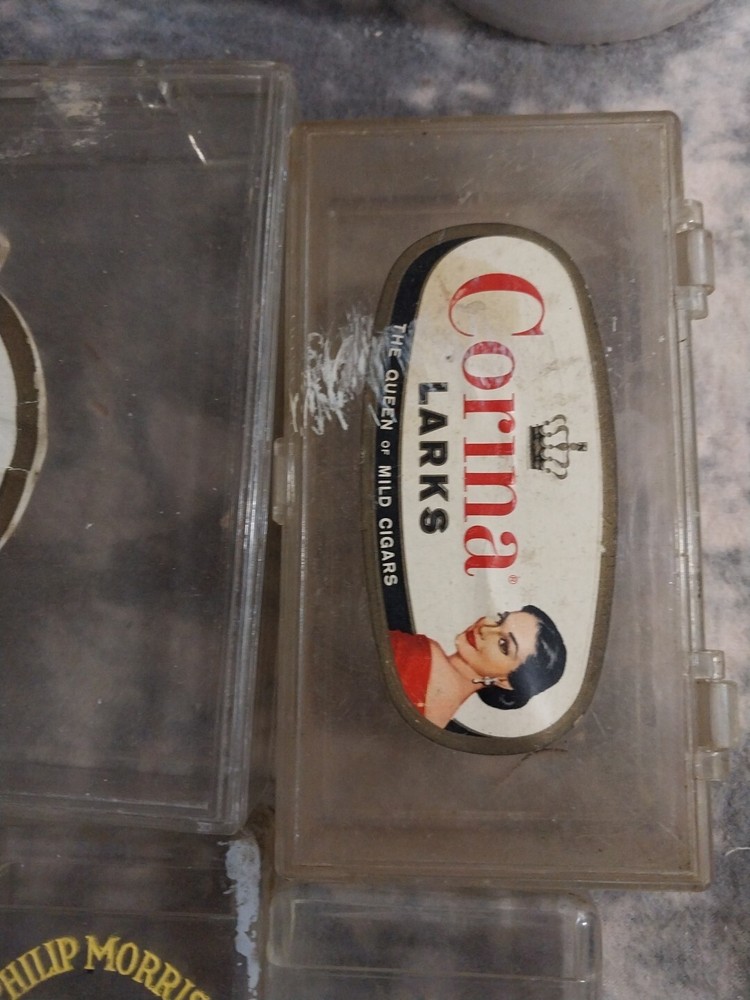 Corina®
LARKS
THE QUEEN OF MILD CIGARS
PHILIP MORRIS